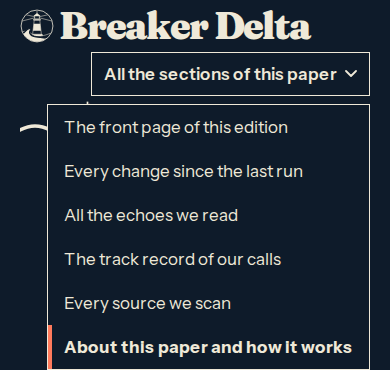 Breaker Delta
All the sections of this paper
The front page of this edition
Every change since the last run
All the echoes we read
The track record of our calls
Every source we scan
About this paper and how it works